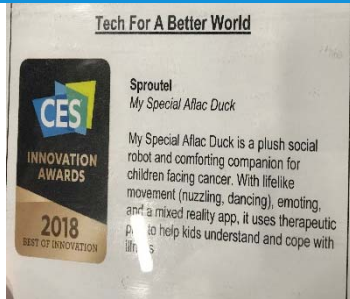 Tech For A Better World
CES
INNOVATION
AWARDS
2018
BEST OF INNOVATION
Sproutel
My Special Aflac Duck
My Special Aflac Duck is a plush social
robot and comforting companion for
children facing cancer. With lifelike
movement (nuzzling, dancing), emoting,
and a mixed reality app, it uses therapeutic
to help kids understand and cope with